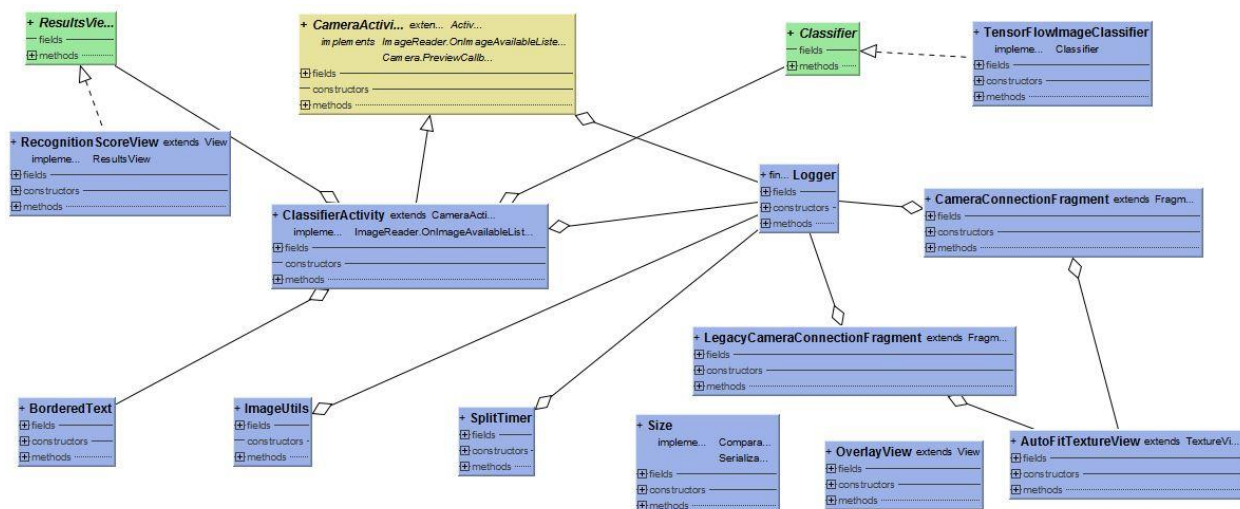 + ResultsVie...
fields
methods
+ CameraActivi... exten... Activ...
implements ImageReader.OnImageAvailableListe...
Camera.PreviewCallb...
fields
constructors
methods
+ Classifier
fields
methods
+ TensorFlowImageClassifier
impleme... Classifier
fields
constructors
methods
+ RecognitionScoreView extends View
impleme... ResultsView
fields
constructors
methods
+ fin... Logger
fields
constructors
methods
+ ClassifierActivity extends CameraActi...
impleme... ImageReader.OnImageAvailableList...
fields
constructors
methods
+ CameraConnectionFragment extends Fragm...
fields
constructors
methods
+ LegacyCameraConnectionFragment extends Fragm...
fields
constructors
methods
+ BorderedText
fields
constructors
methods
+ ImageUtils
fields
constructors
methods
+ SplitTimer
fields
constructors
methods
+ Size
impleme... Compara...
Serializa...
fields
constructors
methods
+ OverlayView extends View
fields
constructors
methods
+ AutoFitTextureView extends TextureVi...
fields
constructors
methods